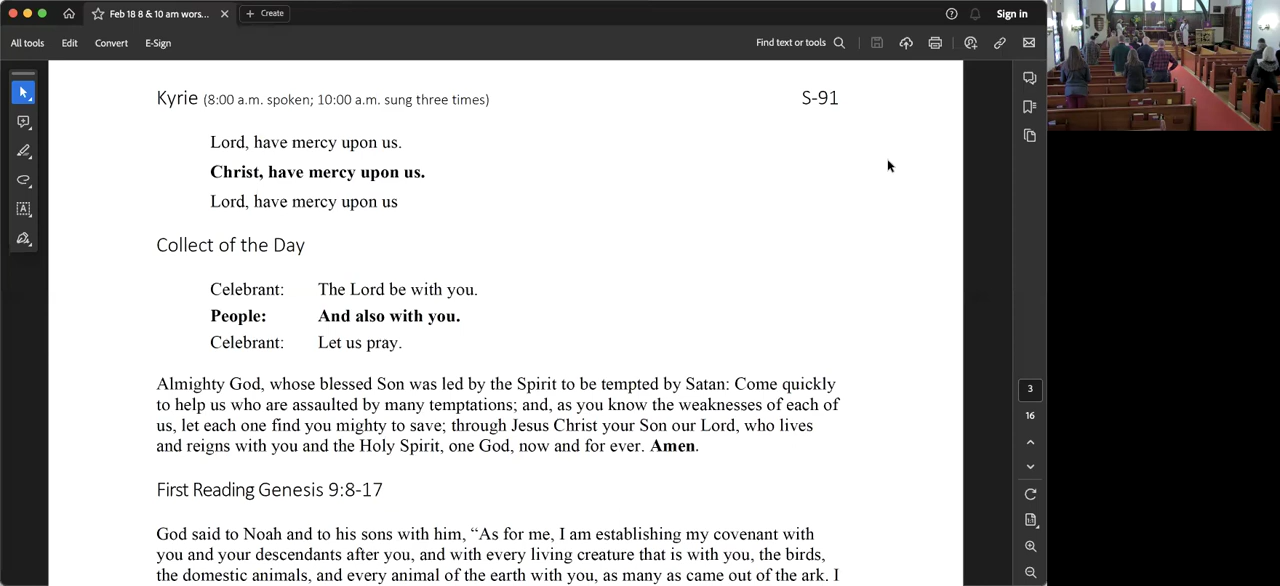 Feb 18 8 & 10 am wors...
Create
Sign in
All tools
Edit
Convert
E-Sign
Find text or tools
Kyrie (8:00 a.m. spoken; 10:00 a.m. sung three times) S-91
Lord, have mercy upon us.
Christ, have mercy upon us.
Lord, have mercy upon us
Collect of the Day
Celebrant: The Lord be with you.
People: And also with you.
Celebrant: Let us pray.
Almighty God, whose blessed Son was led by the Spirit to be tempted by Satan: Come quickly
to help us who are assaulted by many temptations; and, as you know the weaknesses of each of
us, let each one find you mighty to save; through Jesus Christ your Son our Lord, who lives
and reigns with you and the Holy Spirit, one God, now and for ever. Amen.
First Reading Genesis 9:8-17
God said to Noah and to his sons with him, “As for me, I am establishing my covenant with
you and your descendants after you, and with every living creature that is with you, the birds,
the domestic animals, and every animal of the earth with you, as many as came out of the ark. I
3
16